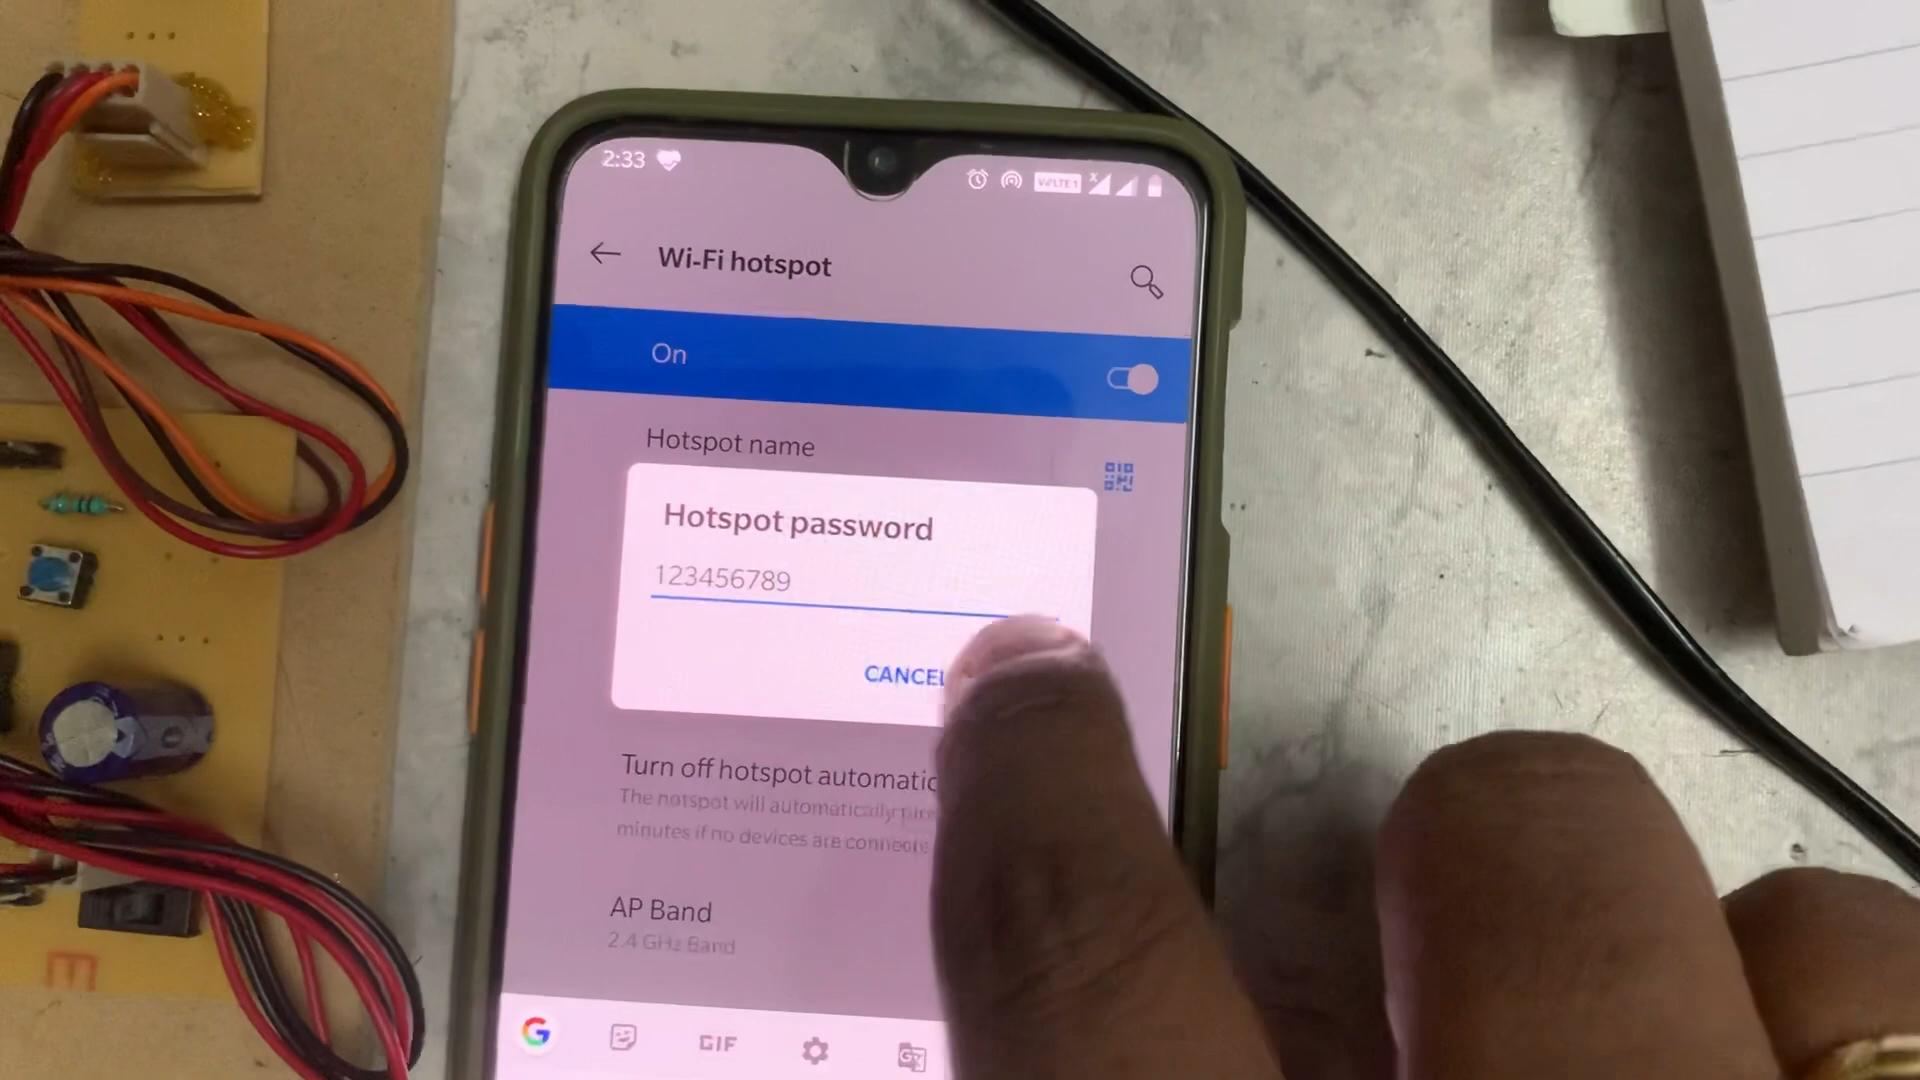 2:33
VoLTE1
Wi-Fi hotspot
On
Hotspot name
Hotspot password
123456789
CANCEL
Turn off hotspot automatic
The hotspot will automatically
minutes if no devices are connecte
AP Band
2.4 GHz Band
G
GIF
E